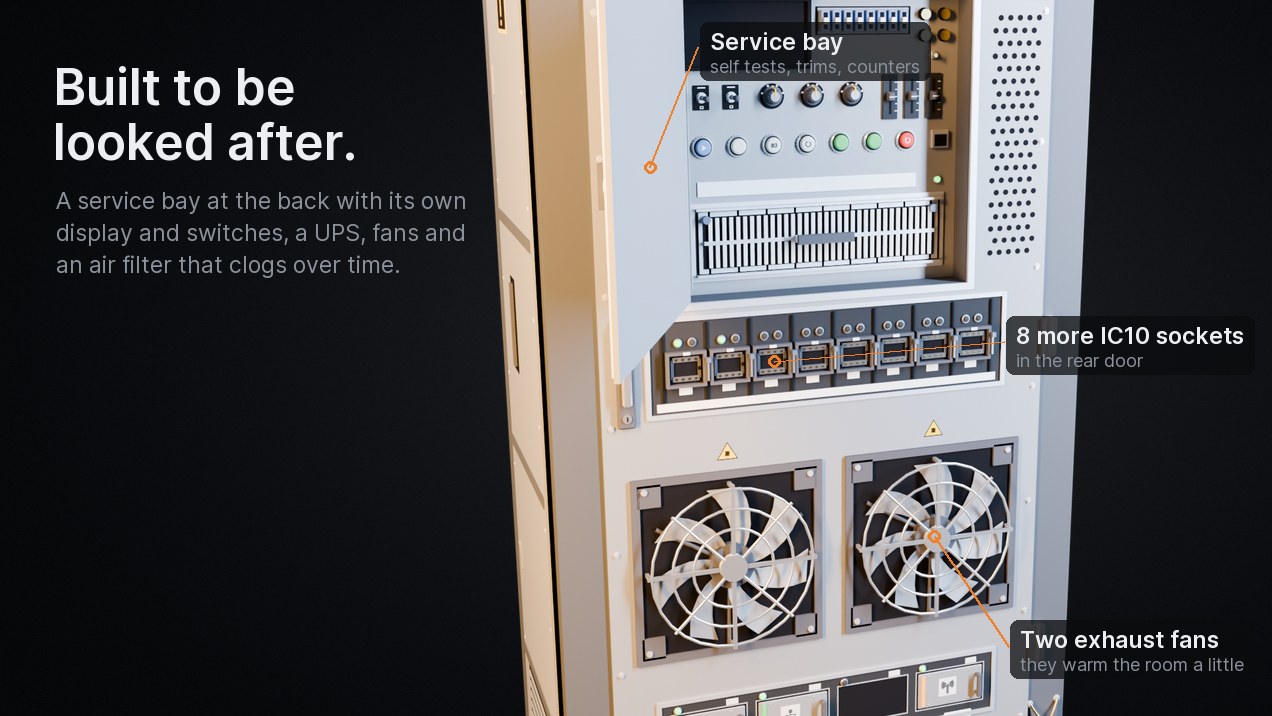 Built to be
looked after.
A service bay at the back with its own
display and switches, a UPS, fans and
an air filter that clogs over time.
Service bay
self tests, trims, counters
8 more IC10 sockets
in the rear door
Two exhaust fans
they warm the room a little